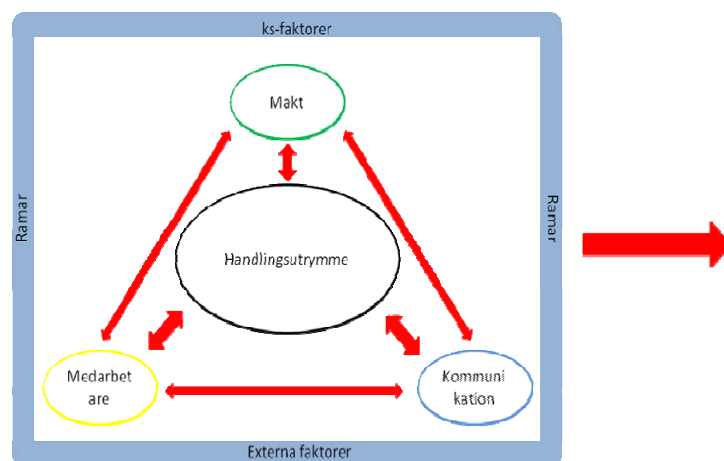 ks-faktorer
Makt
Ramar
Ramar
Handlingsutrymme
Medarbet
are
Kommuni
kation
Externa faktorer